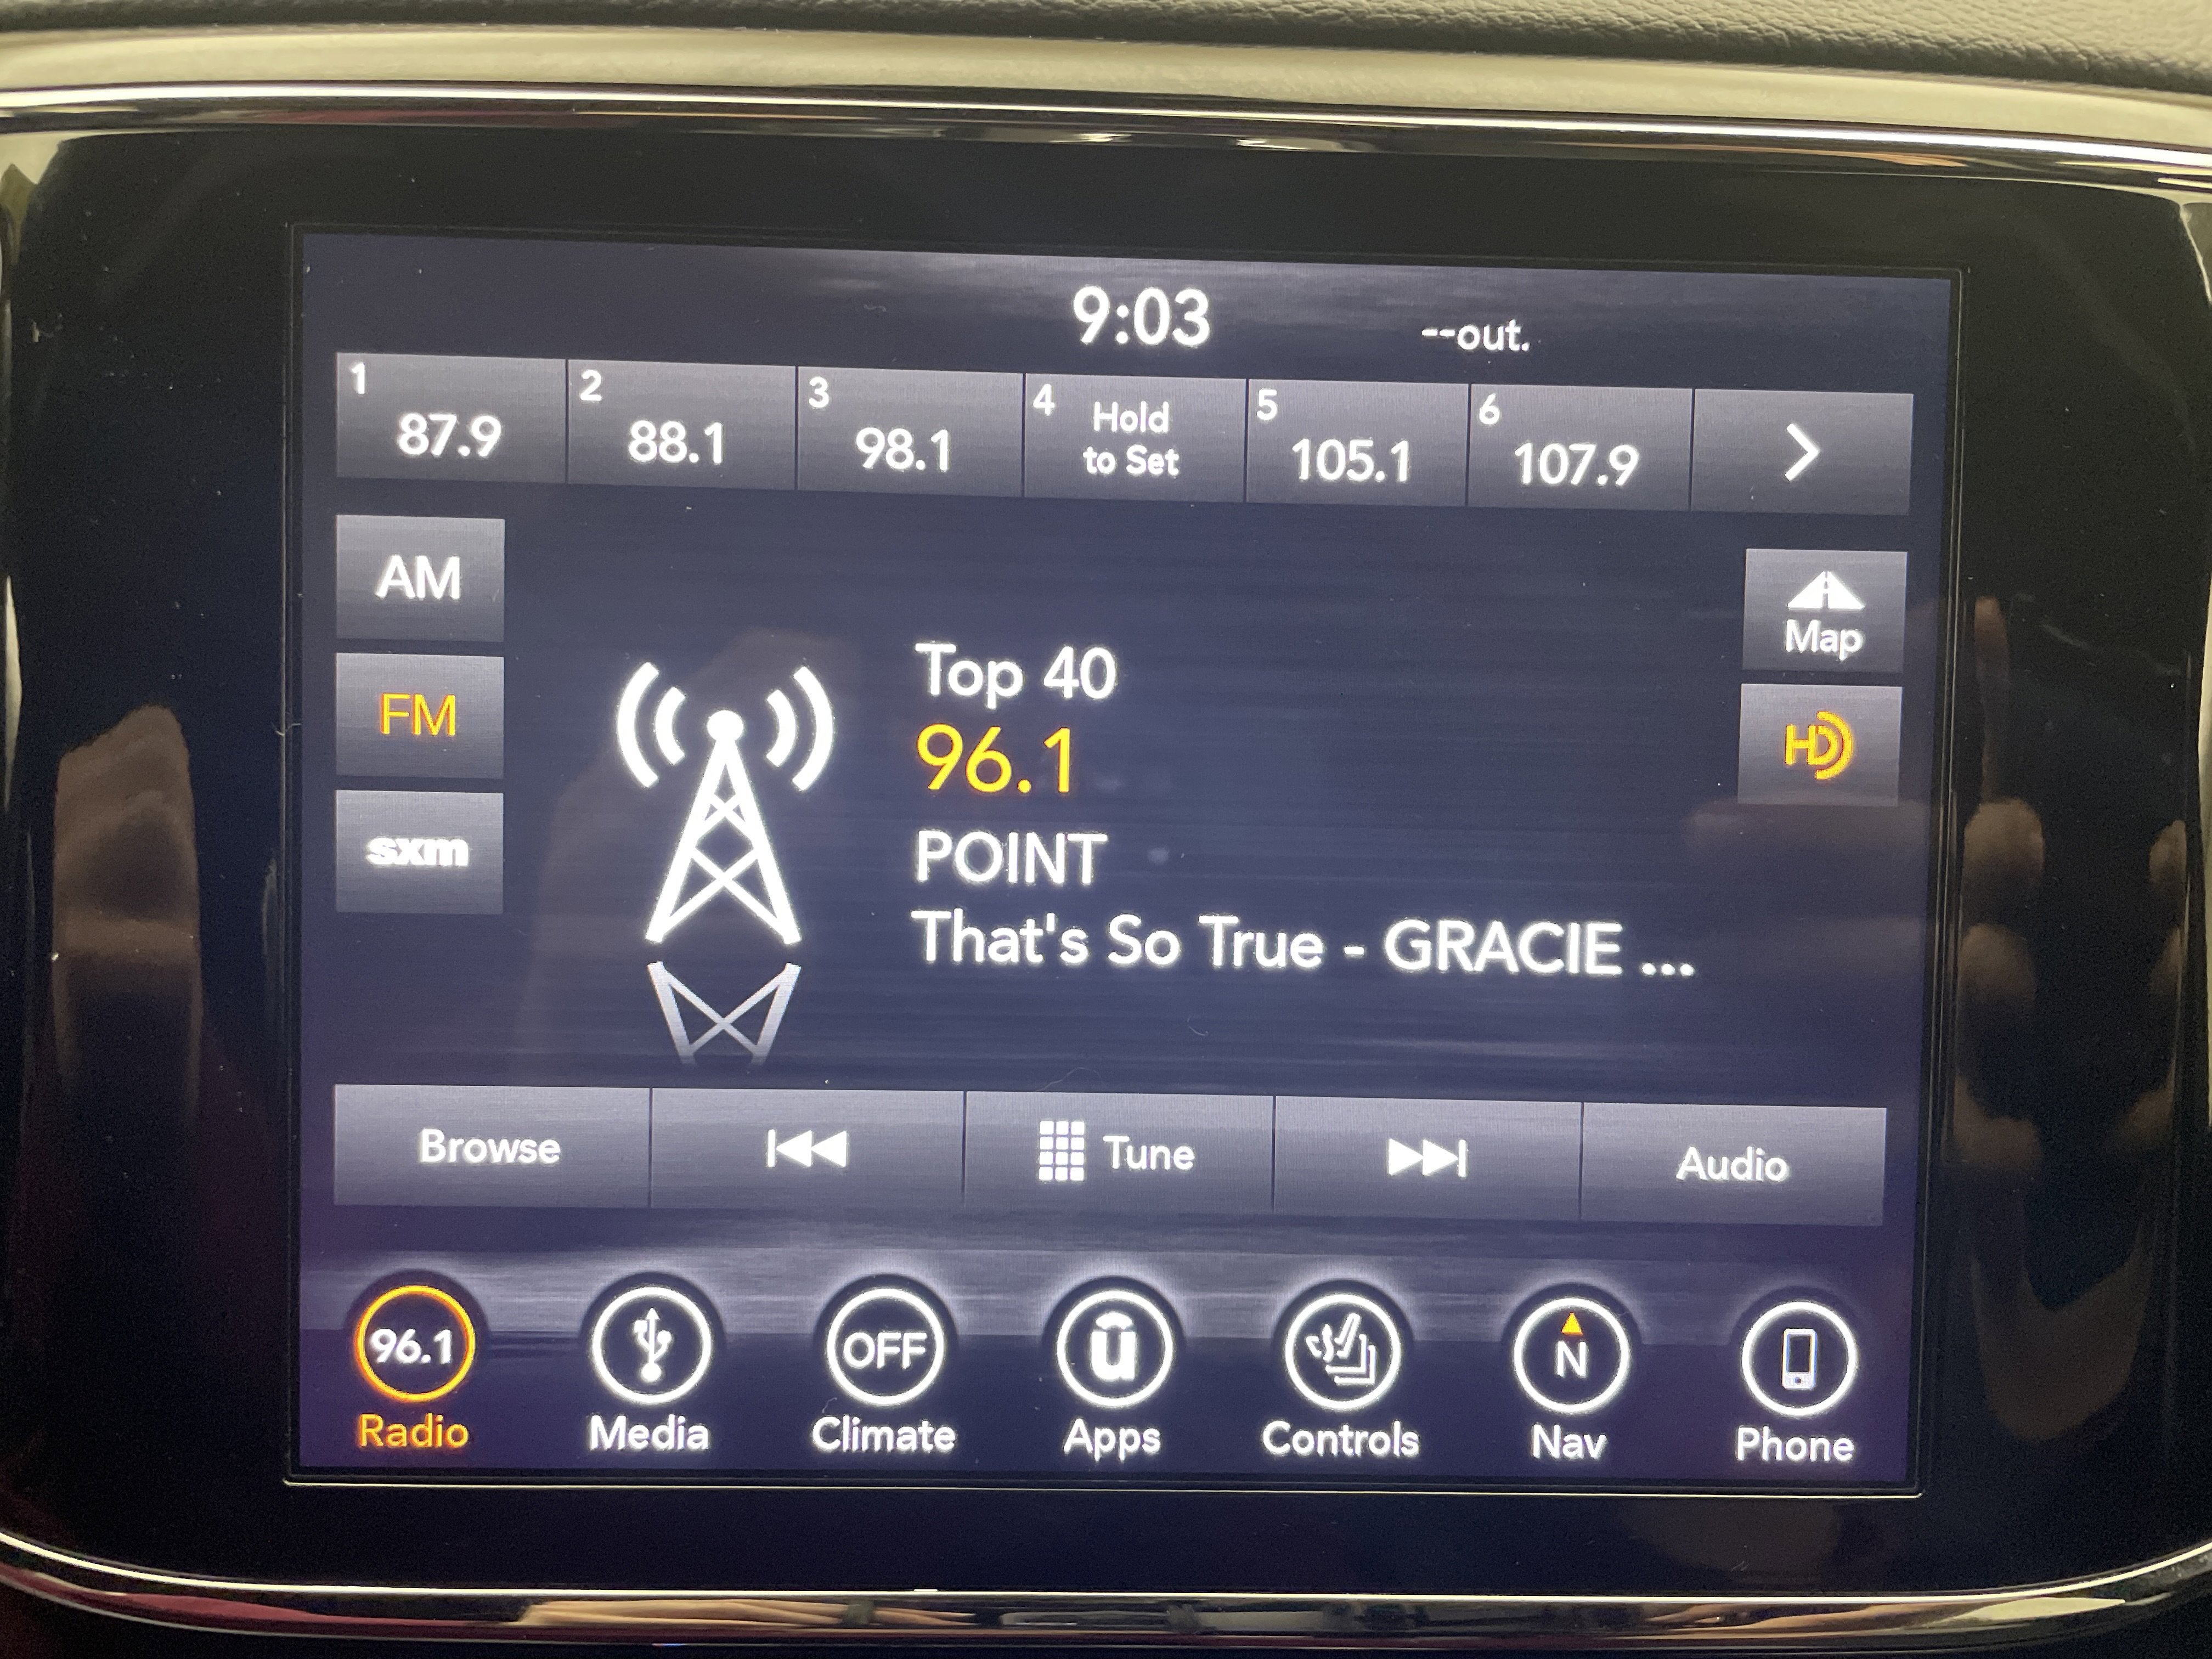 9:03
--out.
1 87.9
2 88.1
3 98.1
4 Hold
to Set
5 105.1
6 107.9
AM
FM
sxm
Map
HD
Top 40
96.1
POINT
That's So True - GRACIE ...
Browse
Tune
Audio
96.1
OFF
u
N
Radio
Media
Climate
Apps
Controls
Nav
Phone